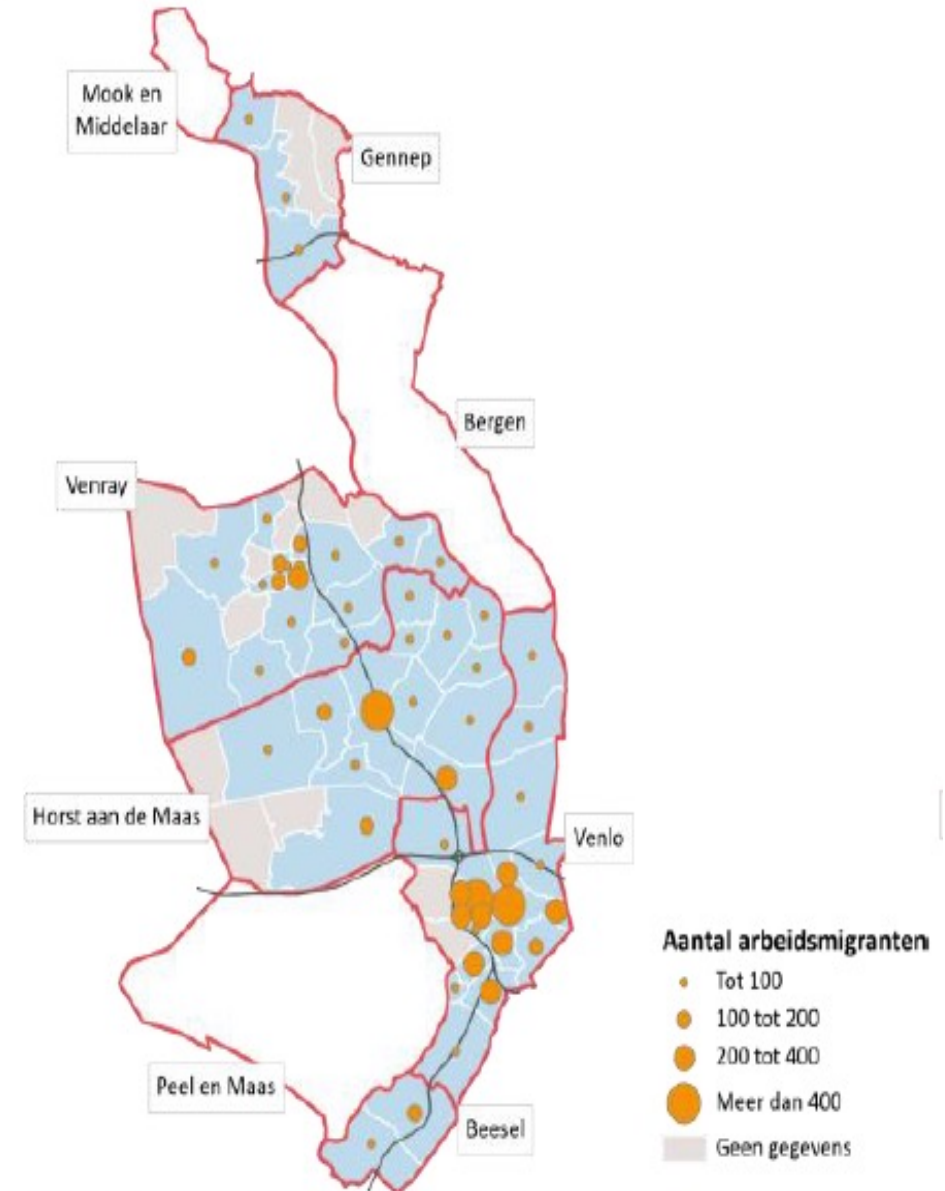 Mook en
Middelaar
Gennep
Bergen
Venray
Horst aan de Maas
Venlo
Peel en Maas
Beesel
Aantal arbeidsmigranten
Tot 100
100 tot 200
200 tot 400
Meer dan 400
Geen gegevens